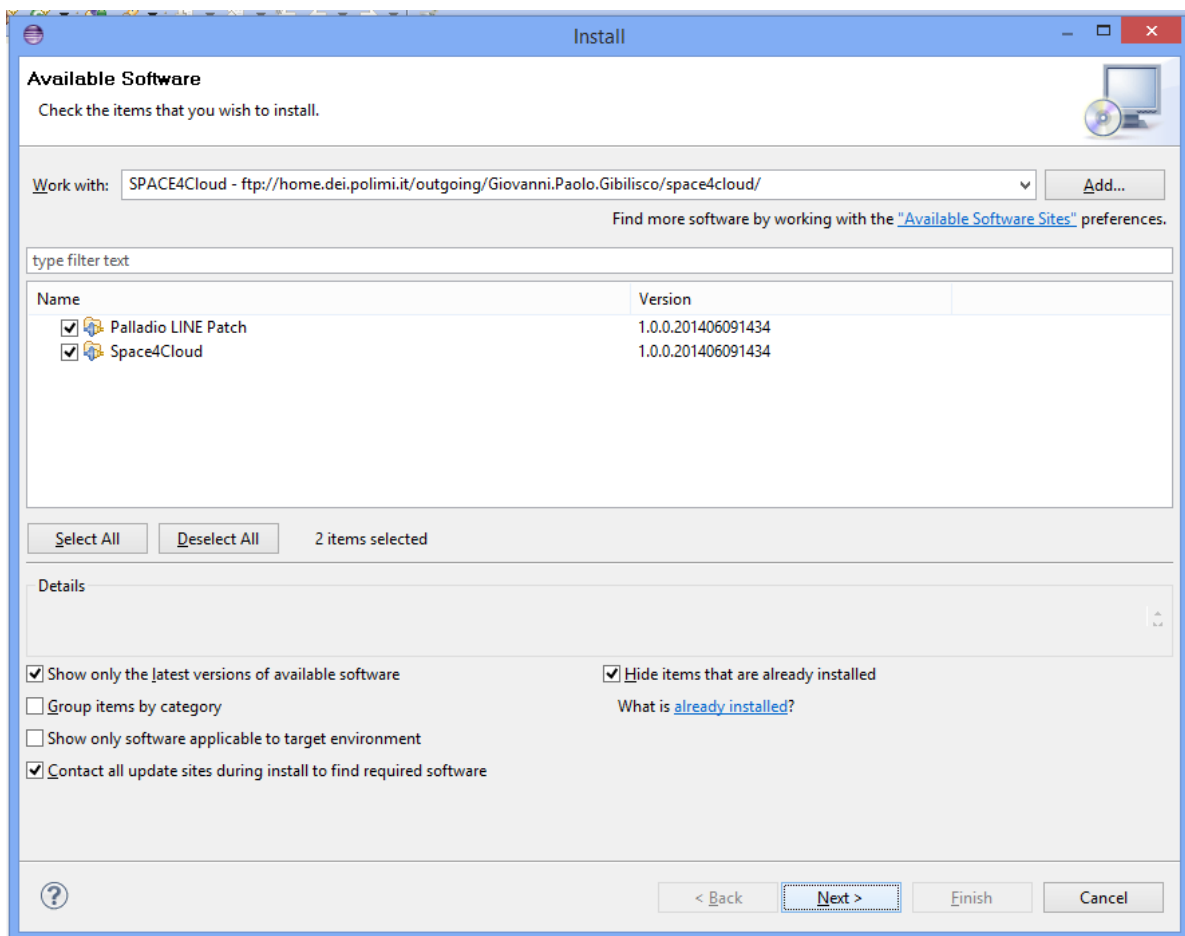 Install
Available Software
Check the items that you wish to install.
Work with: SPACE4Cloud - ftp://home.dei.polimi.it/outgoing/Giovanni.Paolo.Gibilisco/space4cloud/ Add...
Find more software by working with the "Available Software Sites" preferences.
type filter text
Name Version
Palladio LINE Patch 1.0.0.201406091434
Space4Cloud 1.0.0.201406091434
Select All Deselect All 2 items selected
Details
Show only the latest versions of available software Hide items that are already installed
Group items by category What is already installed?
Show only software applicable to target environment
Contact all update sites during install to find required software
< Back Next > Finish Cancel